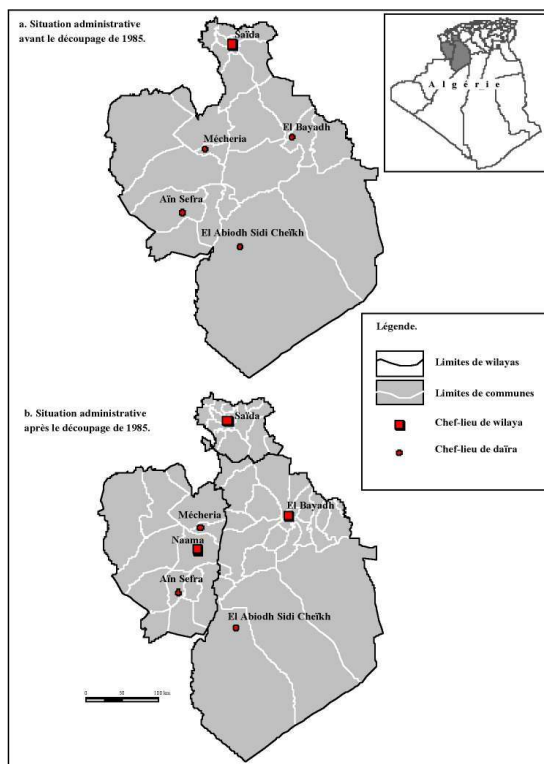 a. Situation administrative
avant le découpage de 1985.
Saïda
El Bayadh
Mécheria
Aïn Sefra
El Abiodh Sidi Cheïkh
Algérie
Légende.
Limites de wilayas
Limites de communes
Chef-lieu de wilaya
Chef-lieu de daïra
b. Situation administrative
après le découpage de 1985.
Saïda
El Bayadh
Mécheria
Naama
Aïn Sefra
El Abiodh Sidi Cheïkh
0 50 100 km